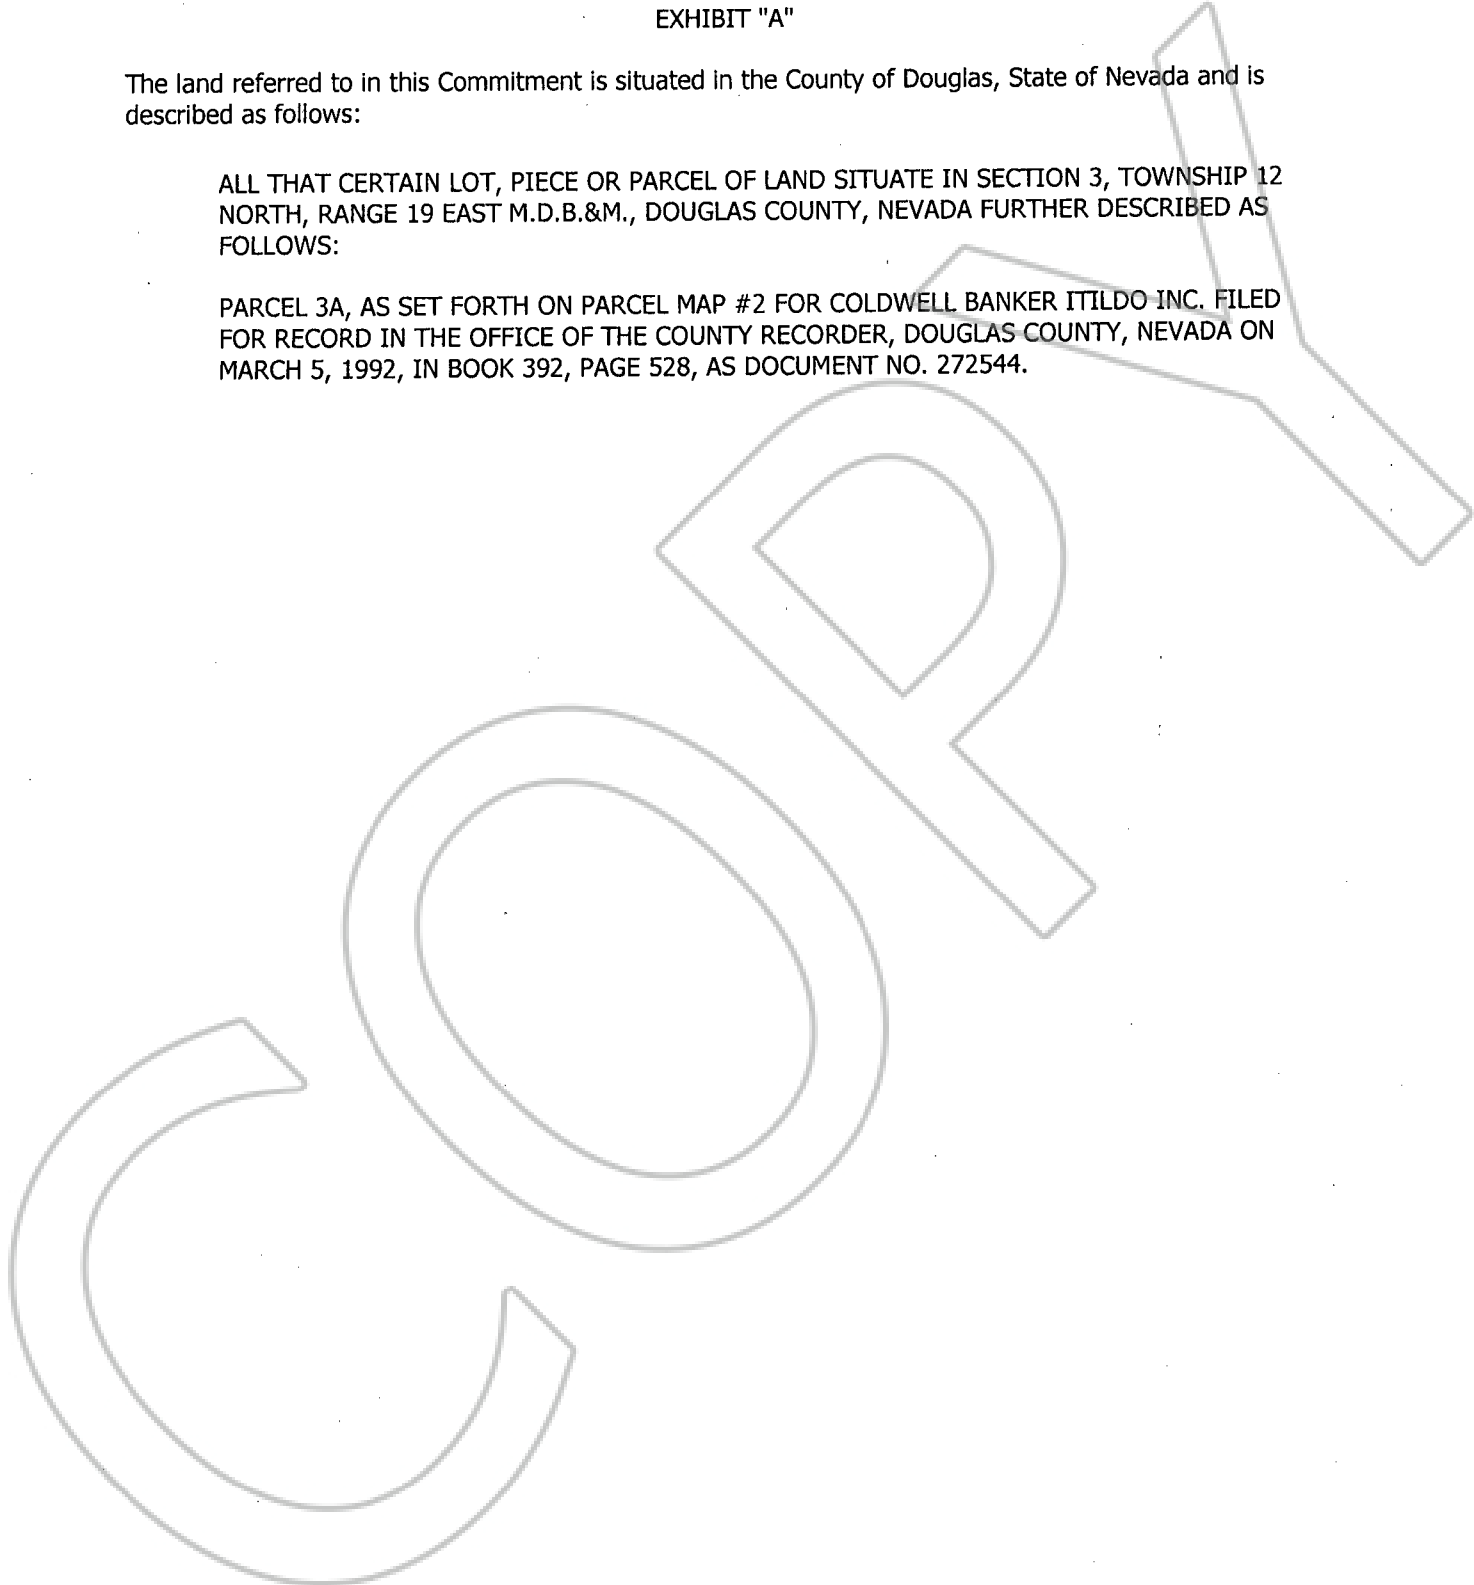 EXHIBIT "A"
The land referred to in this Commitment is situated in the County of Douglas, State of Nevada and is
described as follows:
ALL THAT CERTAIN LOT, PIECE OR PARCEL OF LAND SITUATE IN SECTION 3, TOWNSHIP 12
NORTH, RANGE 19 EAST M.D.B.&M., DOUGLAS COUNTY, NEVADA FURTHER DESCRIBED AS
FOLLOWS:
PARCEL 3A, AS SET FORTH ON PARCEL MAP #2 FOR COLDWELL BANKER ITILDO INC. FILED
FOR RECORD IN THE OFFICE OF THE COUNTY RECORDER, DOUGLAS COUNTY, NEVADA ON
MARCH 5, 1992, IN BOOK 392, PAGE 528, AS DOCUMENT NO. 272544.
COPY